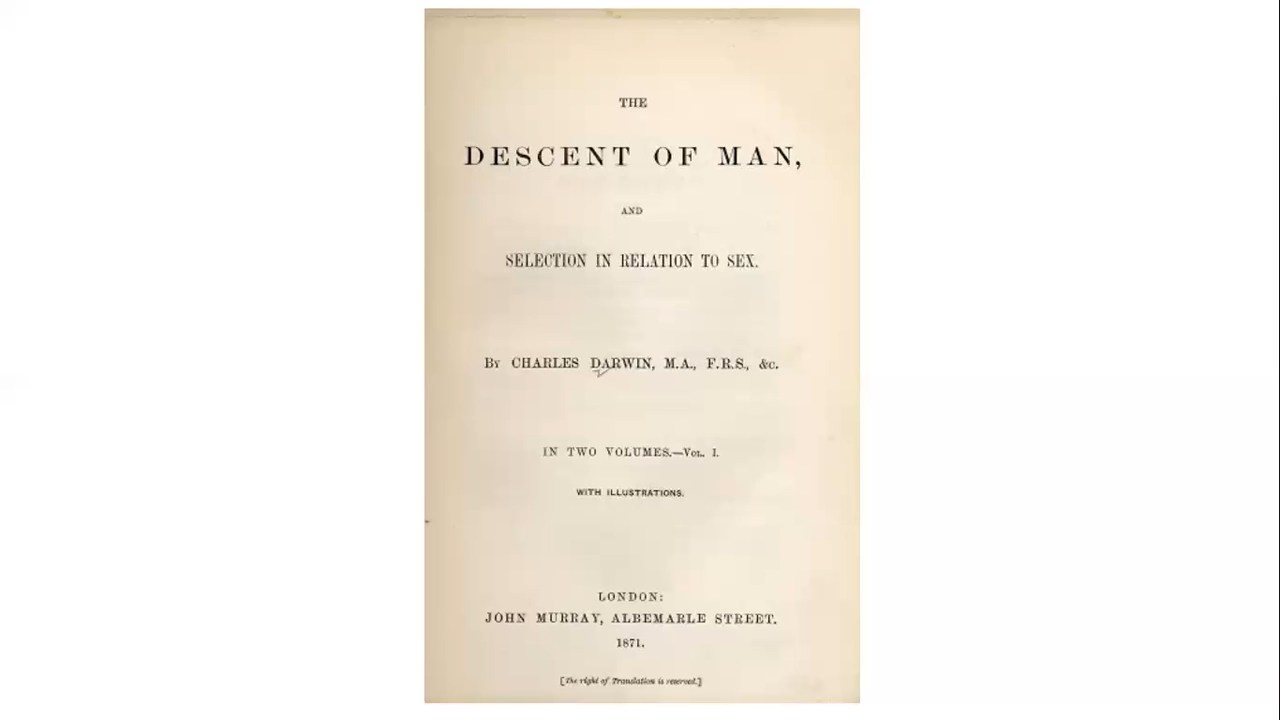 THE
DESCENT OF MAN,
AND
SELECTION IN RELATION TO SEX.
BY CHARLES DARWIN, M.A., F.R.S., &c.
IN TWO VOLUMES.—VOL. I.
WITH ILLUSTRATIONS.
LONDON:
JOHN MURRAY, ALBEMARLE STREET.
1871.
[The right of Translation is reserved.]